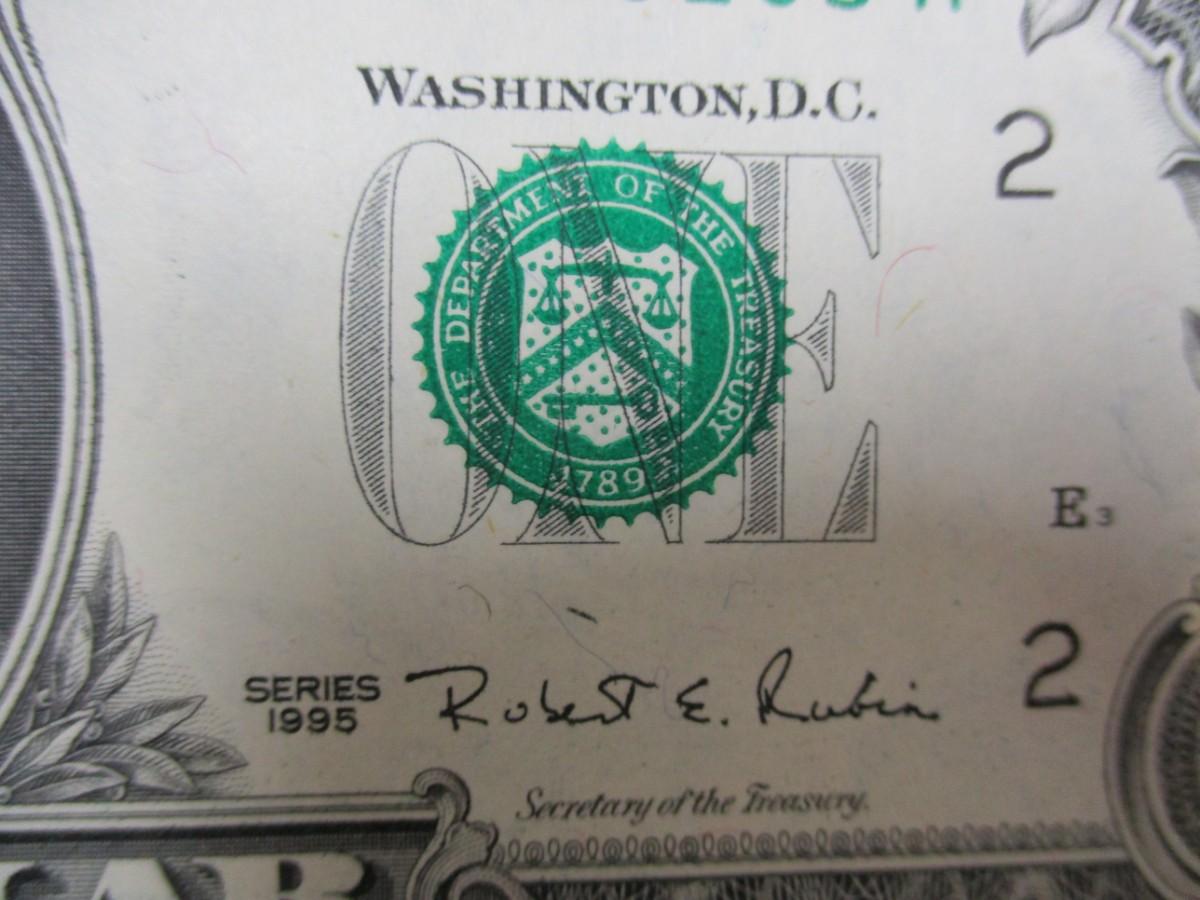 WASHINGTON, D.C.
2
ONE
THE DEPARTMENT OF THE TREASURY
1789
E3
2
SERIES
1995
Robert E. Rubin
Secretary of the Treasury.